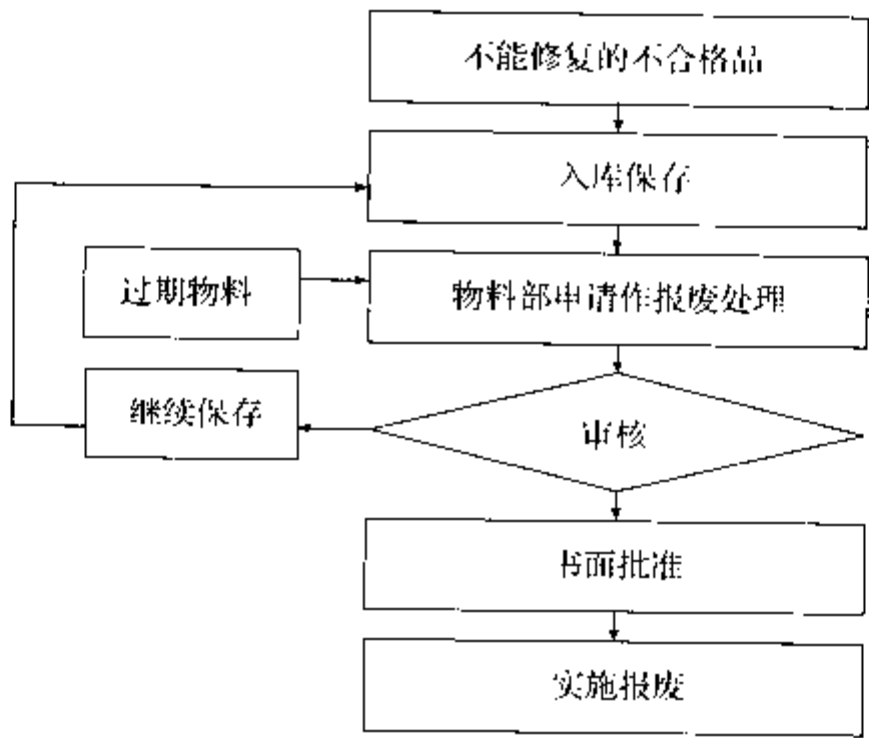 不能修复的不合格品
入库保存
过期物料
物料部申请作报废处理
继续保存
审核
书面批准
实施报废